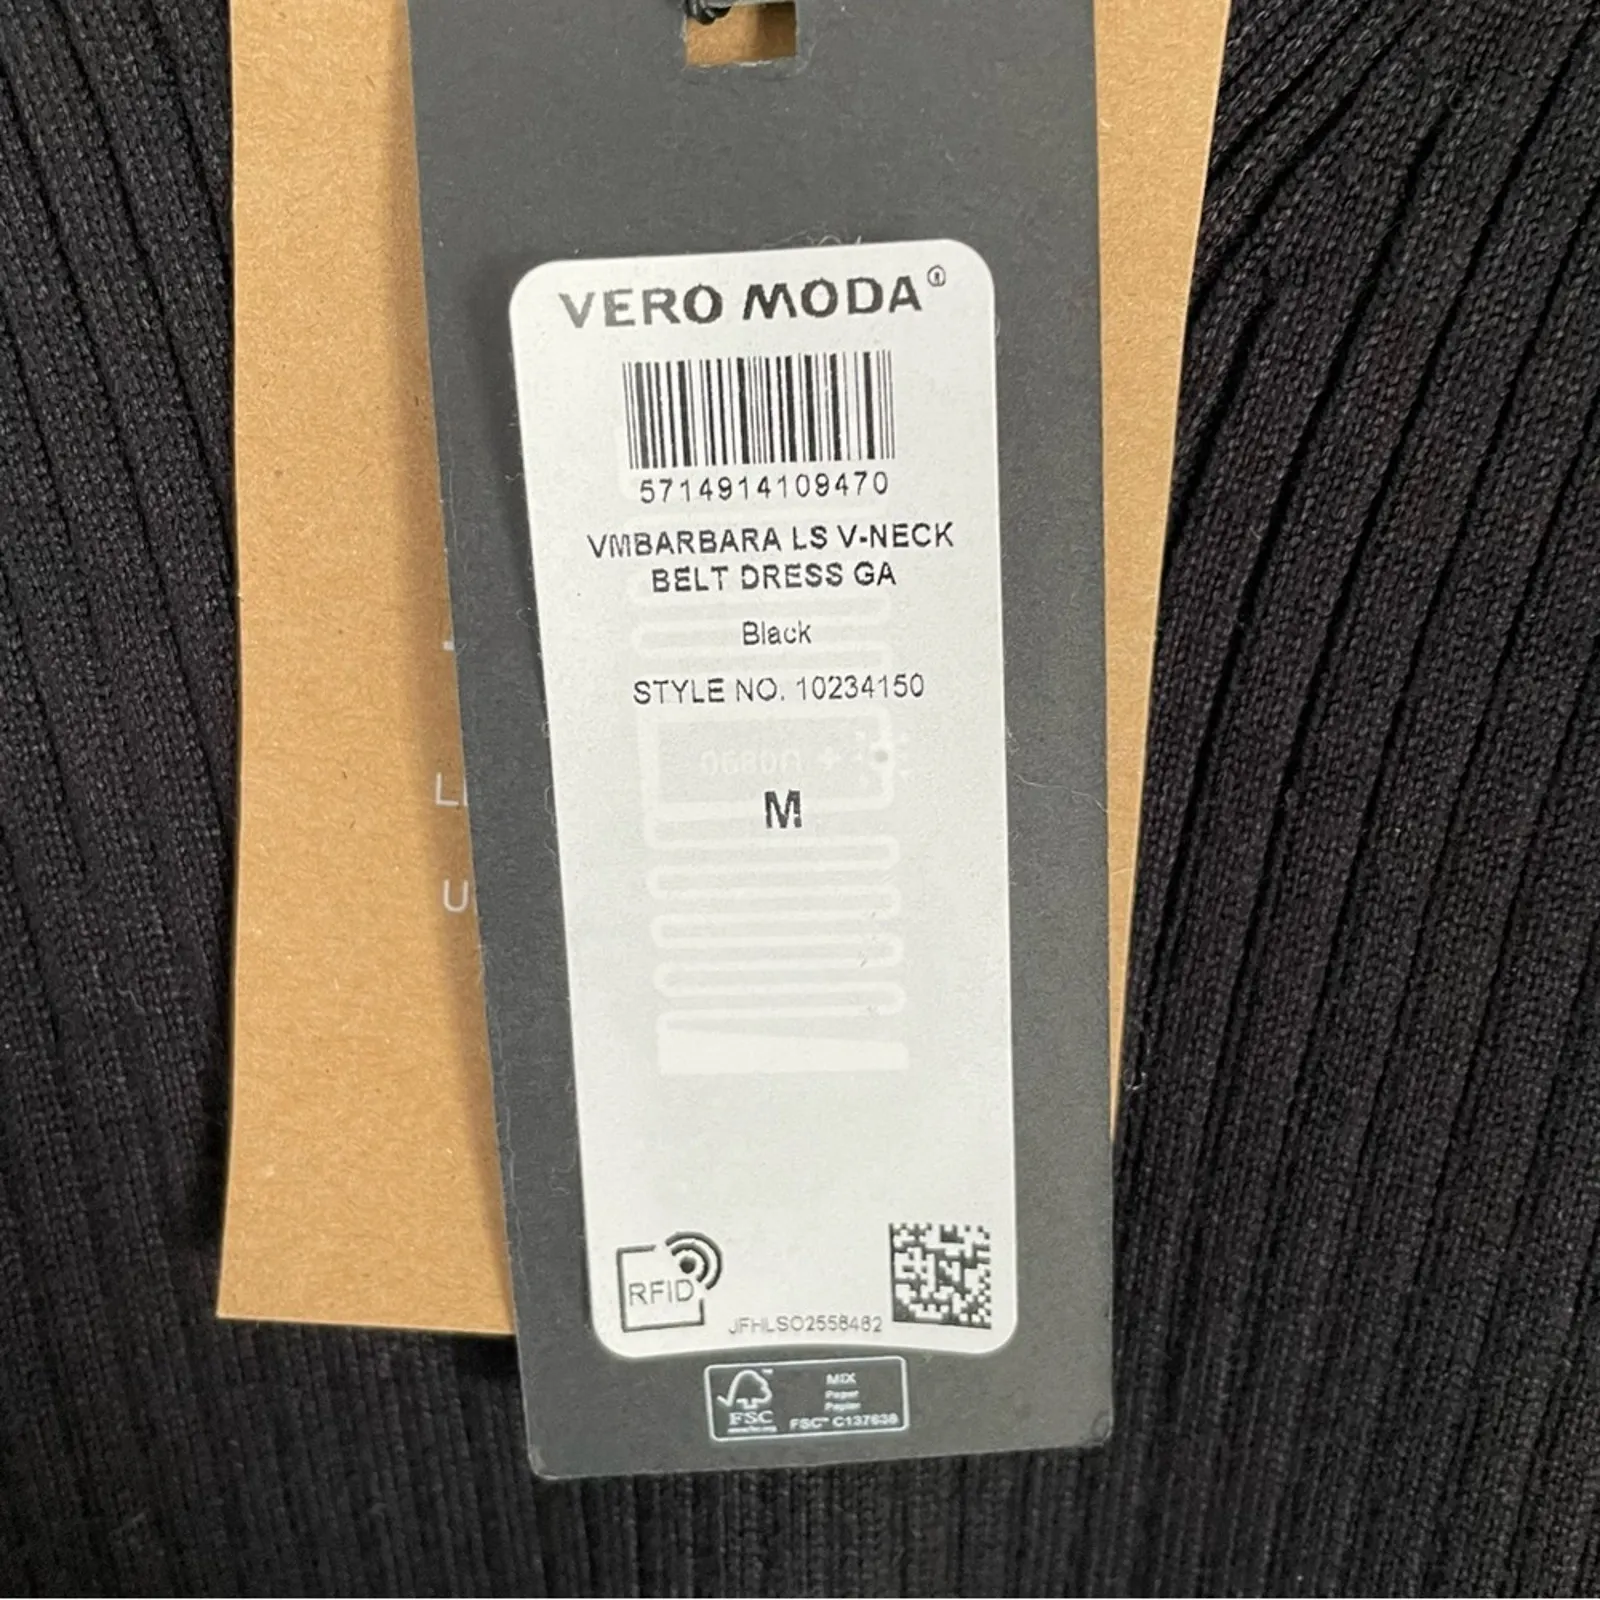 VERO MODA®
5714914109470
VMBARBARA LS V-NECK
BELT DRESS GA
Black
STYLE NO. 10234150
M
RFID
JFHLSO2558482
FSC
MIX
Paper
Papier
FSC™ C137638